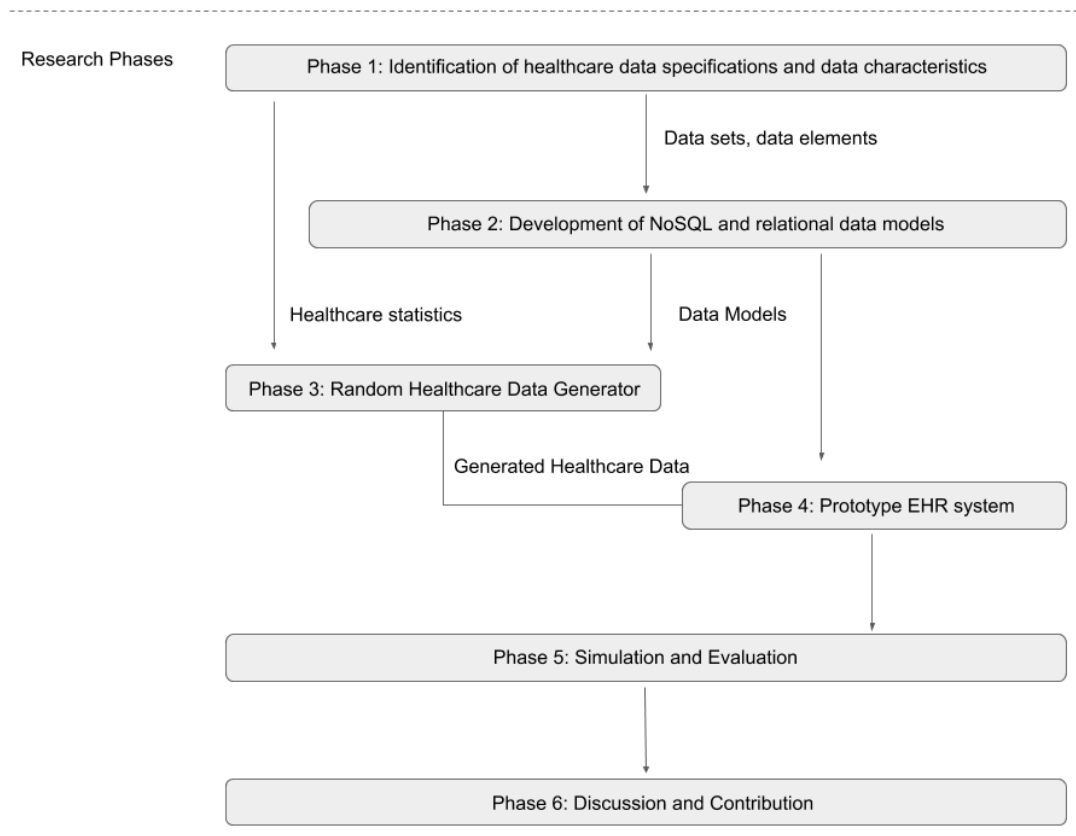 Research Phases
Phase 1: Identification of healthcare data specifications and data characteristics
Data sets, data elements
Phase 2: Development of NoSQL and relational data models
Healthcare statistics
Data Models
Phase 3: Random Healthcare Data Generator
Generated Healthcare Data
Phase 4: Prototype EHR system
Phase 5: Simulation and Evaluation
Phase 6: Discussion and Contribution